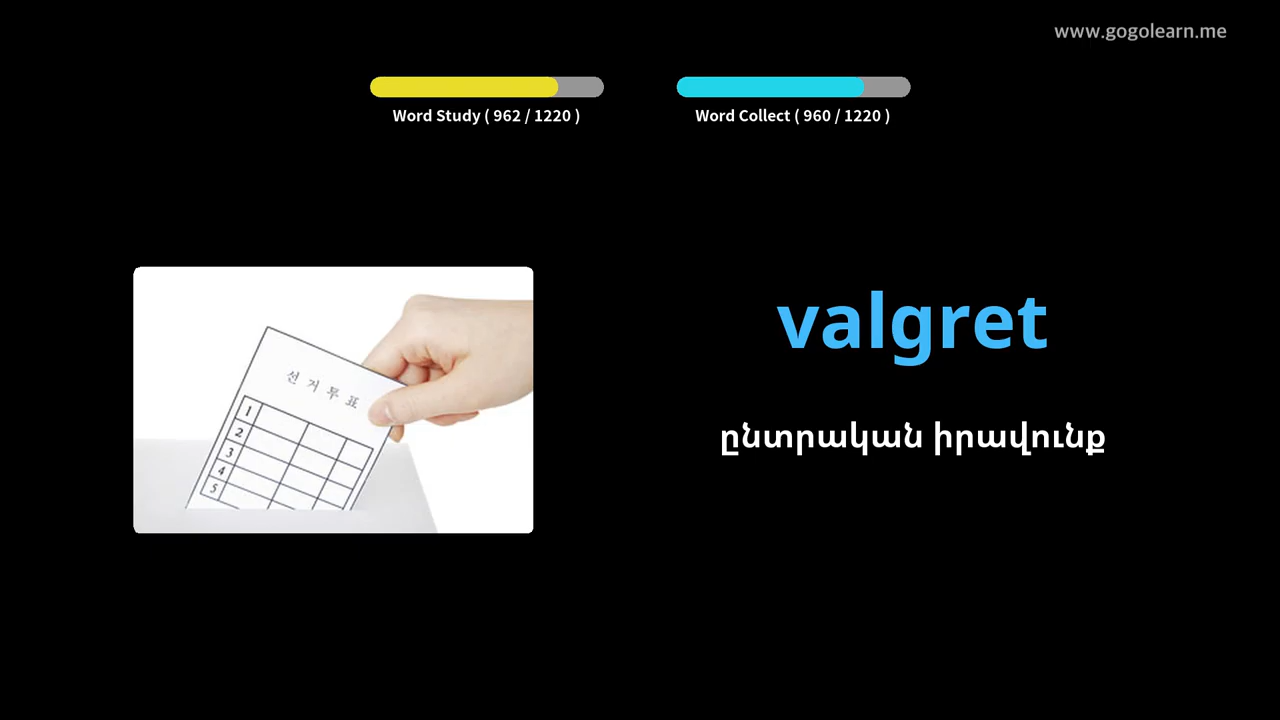 www.gogolearn.me
Word Study ( 962 / 1220 )
Word Collect ( 960 / 1220 )
valgret
ընտրական իրավունք
선거투표
1
2
3
4
5